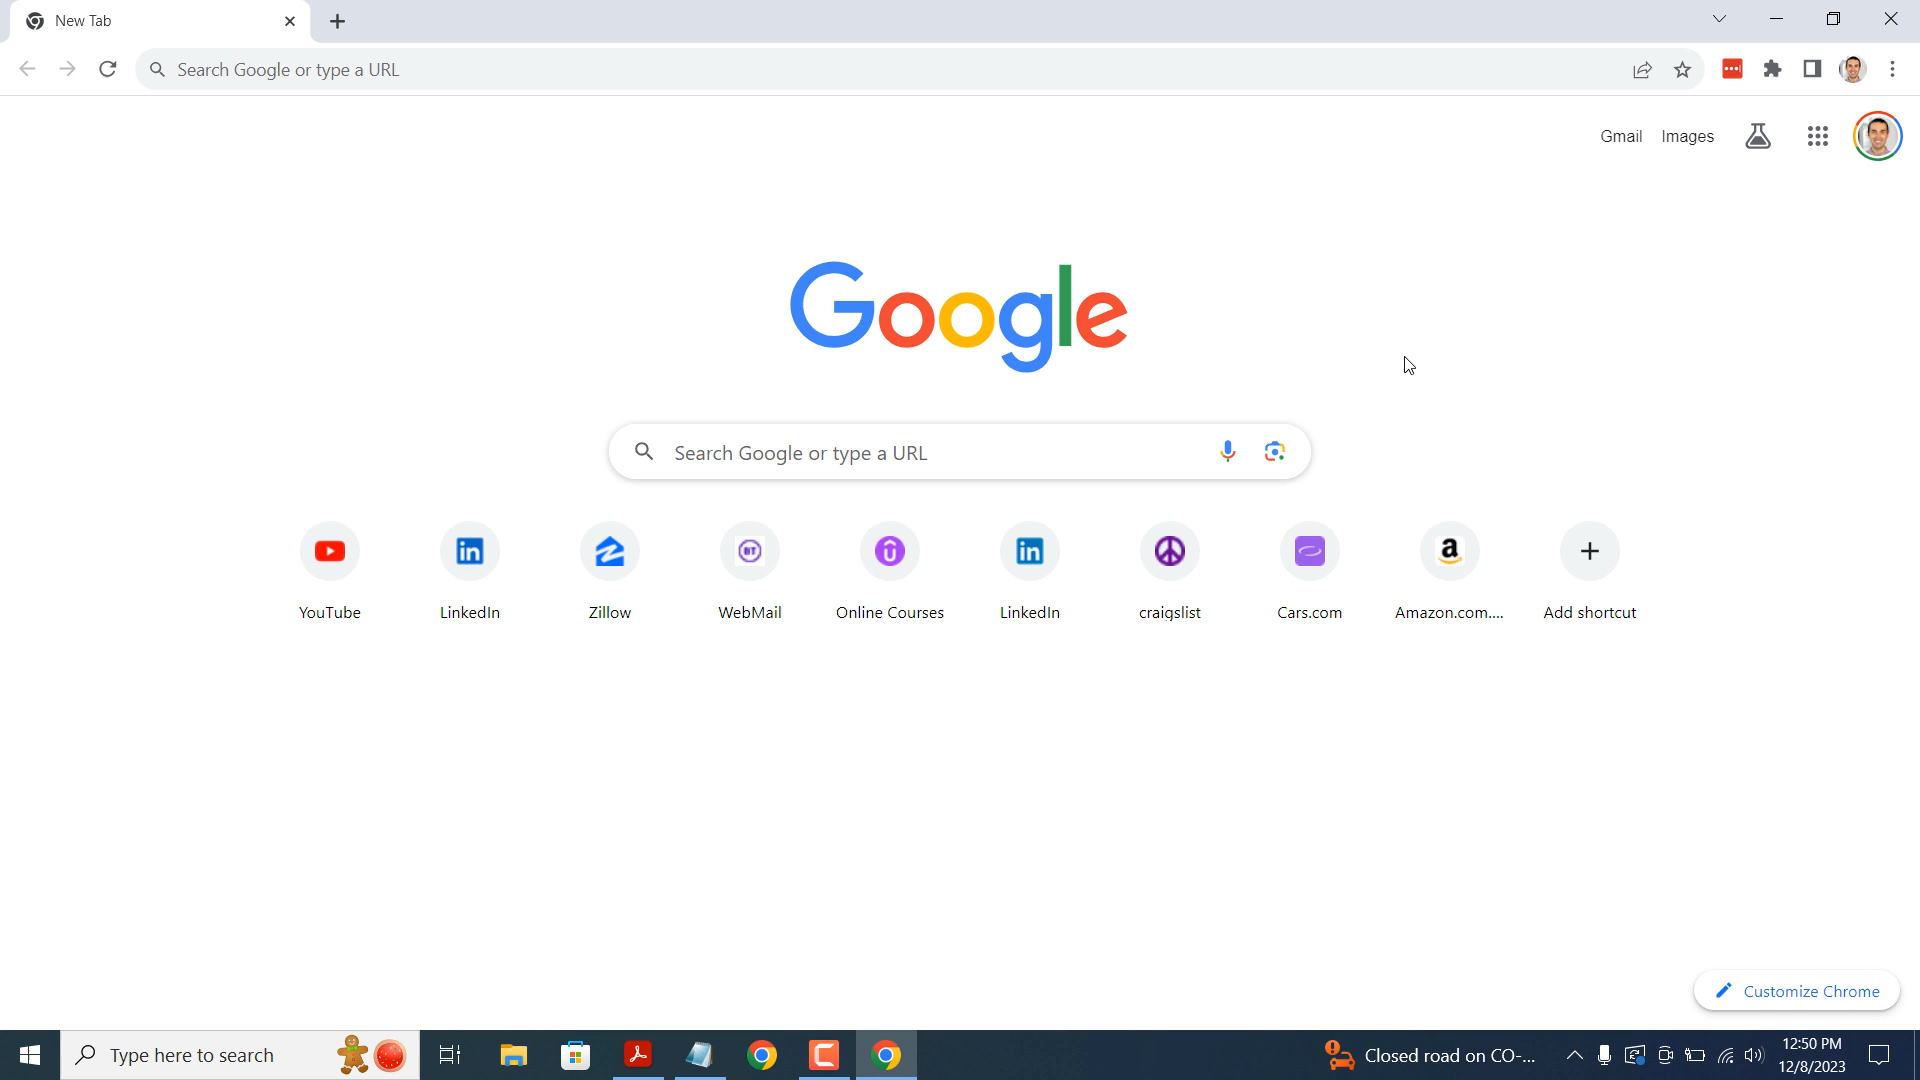 New Tab
Search Google or type a URL
Gmail Images
Google
Search Google or type a URL
YouTube LinkedIn Zillow WebMail Online Courses LinkedIn craigslist Cars.com Amazon.com.... Add shortcut
Customize Chrome
Type here to search
Closed road on CO-...
12:50 PM
12/8/2023